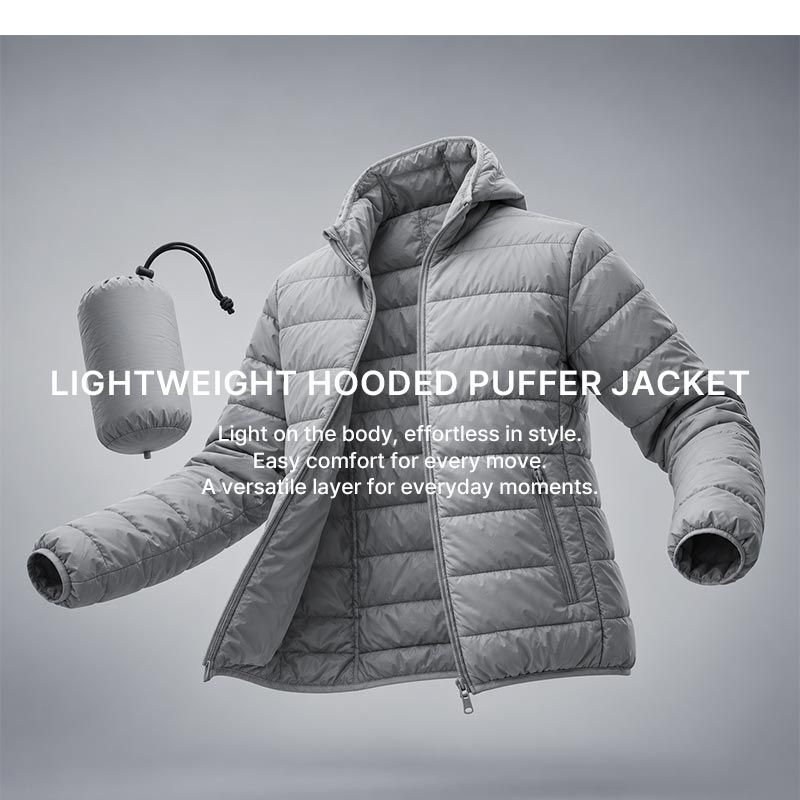 LIGHTWEIGHT HOODED PUFFER JACKET
Light on the body, effortless in style.
Easy comfort for every move.
A versatile layer for everyday moments.